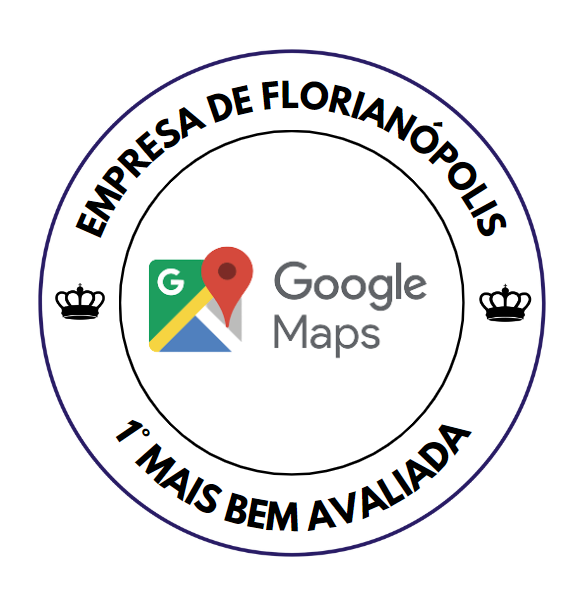 EMPRESA DE FLORIANÓPOLIS
G
Google
Maps
1° MAIS BEM AVALIADA